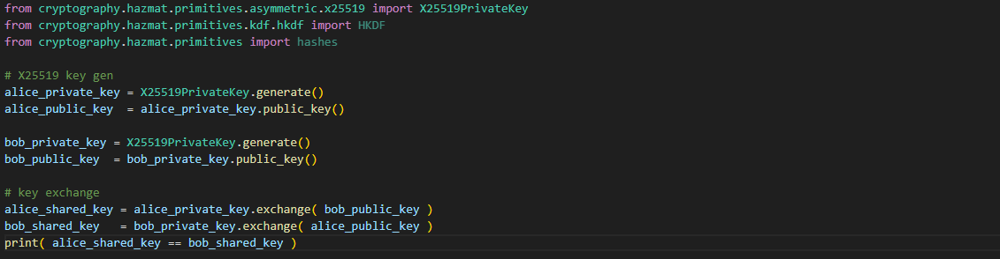 from cryptography.hazmat.primitives.asymmetric.x25519 import X25519PrivateKey
from cryptography.hazmat.primitives.kdf.hkdf import HKDF
from cryptography.hazmat.primitives import hashes

# X25519 key gen
alice_private_key = X25519PrivateKey.generate()
alice_public_key  = alice_private_key.public_key()

bob_private_key = X25519PrivateKey.generate()
bob_public_key  = bob_private_key.public_key()

# key exchange
alice_shared_key = alice_private_key.exchange( bob_public_key )
bob_shared_key   = bob_private_key.exchange( alice_public_key )
print( alice_shared_key == bob_shared_key )